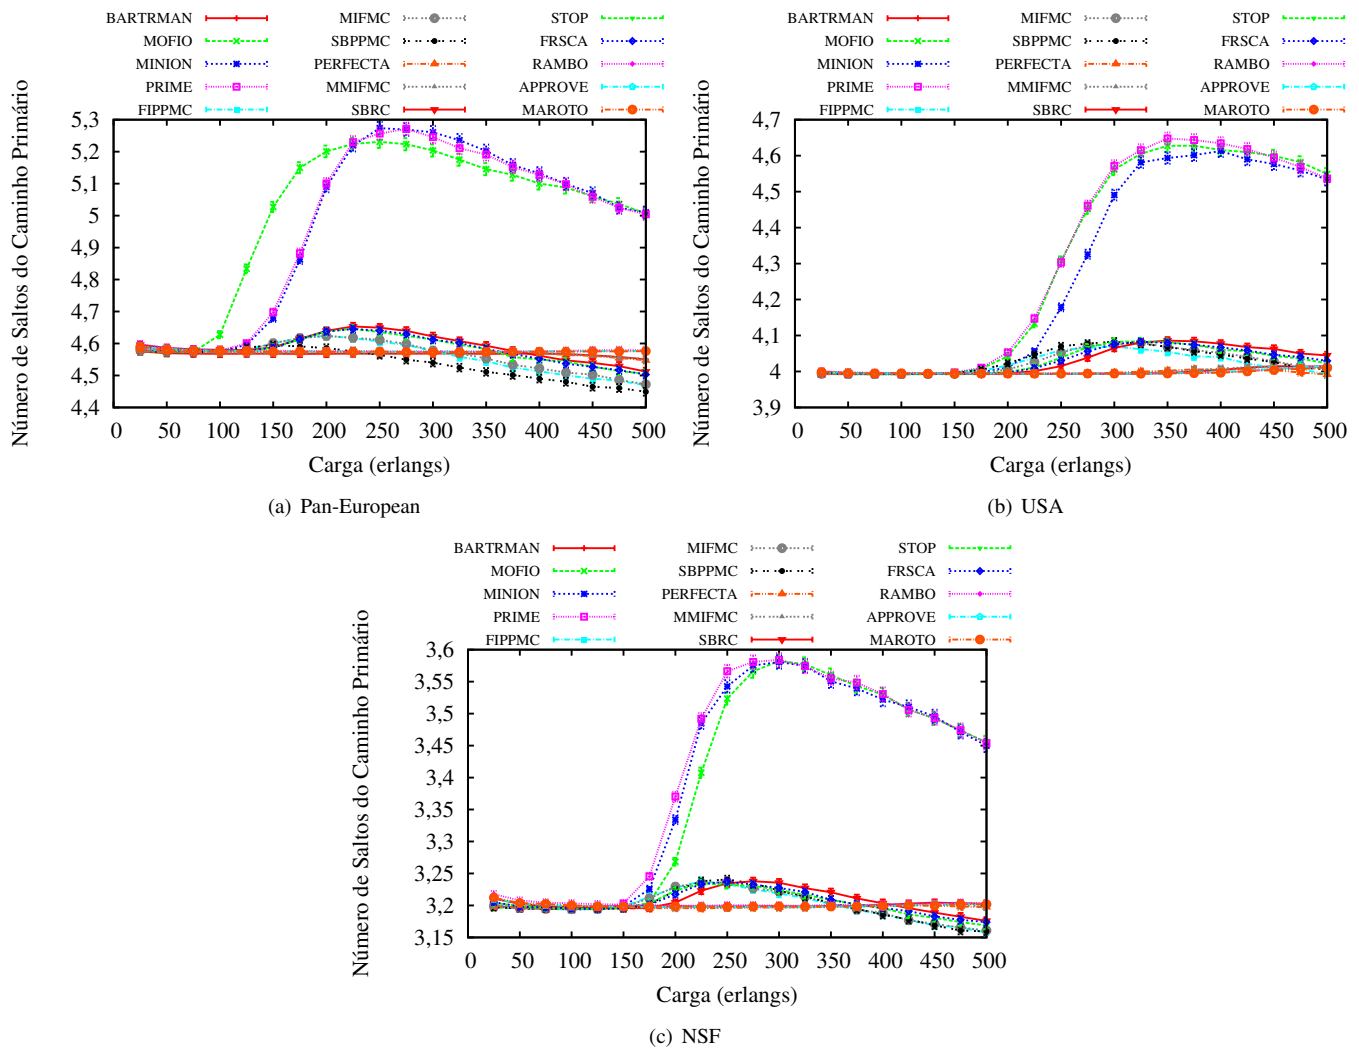 BARTRMAN MIFMC STOP
MOFIO SBPPMC FRSCA
MINION PERFECTA RAMBO
PRIME MMIFMC APPROVE
FIPPMC SBRC MAROTO
Número de Saltos do Caminho Primário
5,3
5,2
5,1
5
4,9
4,8
4,7
4,6
4,5
4,4
0 50 100 150 200 250 300 350 400 450 500
Carga (erlangs)
(a) Pan-European
BARTRMAN MIFMC STOP
MOFIO SBPPMC FRSCA
MINION PERFECTA RAMBO
PRIME MMIFMC APPROVE
FIPPMC SBRC MAROTO
Número de Saltos do Caminho Primário
4,7
4,6
4,5
4,4
4,3
4,2
4,1
4
3,9
0 50 100 150 200 250 300 350 400 450 500
Carga (erlangs)
(b) USA
BARTRMAN MIFMC STOP
MOFIO SBPPMC FRSCA
MINION PERFECTA RAMBO
PRIME MMIFMC APPROVE
FIPPMC SBRC MAROTO
Número de Saltos do Caminho Primário
3,6
3,55
3,5
3,45
3,4
3,35
3,3
3,25
3,2
3,15
0 50 100 150 200 250 300 350 400 450 500
Carga (erlangs)
(c) NSF